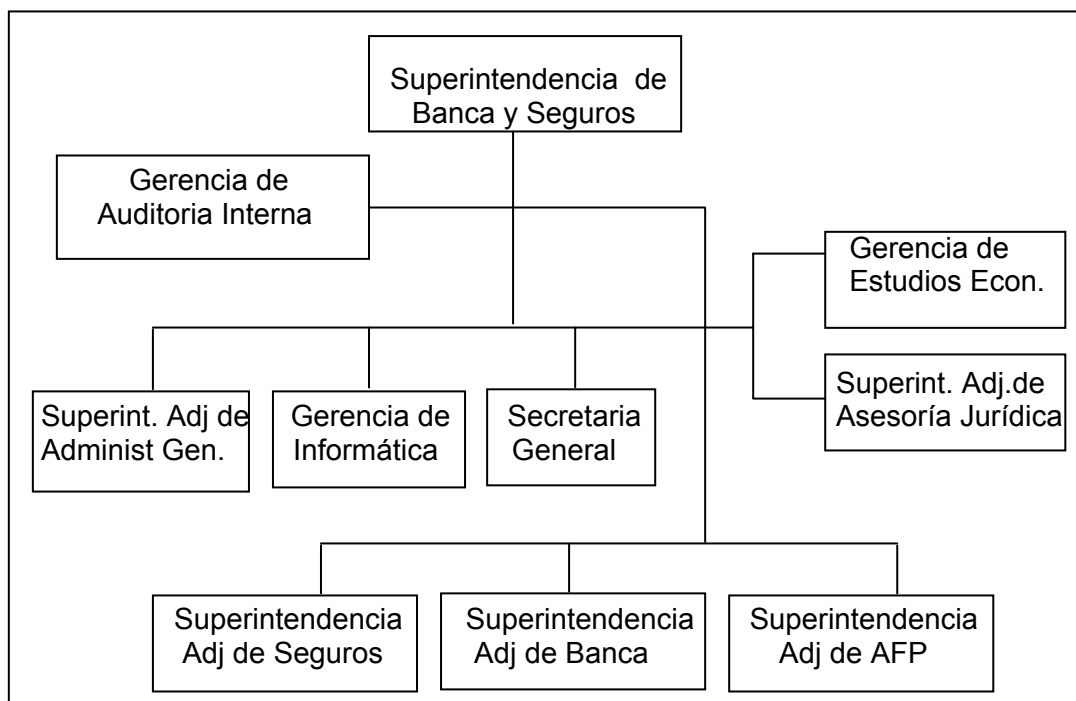 Superintendencia de
Banca y Seguros
Gerencia de
Auditoria Interna
Gerencia de
Estudios Econ.
Superint. Adj.de
Asesoría Jurídica
Superint. Adj de
Administ Gen.
Gerencia de
Informática
Secretaria
General
Superintendencia
Adj de Seguros
Superintendencia
Adj de Banca
Superintendencia
Adj de AFP